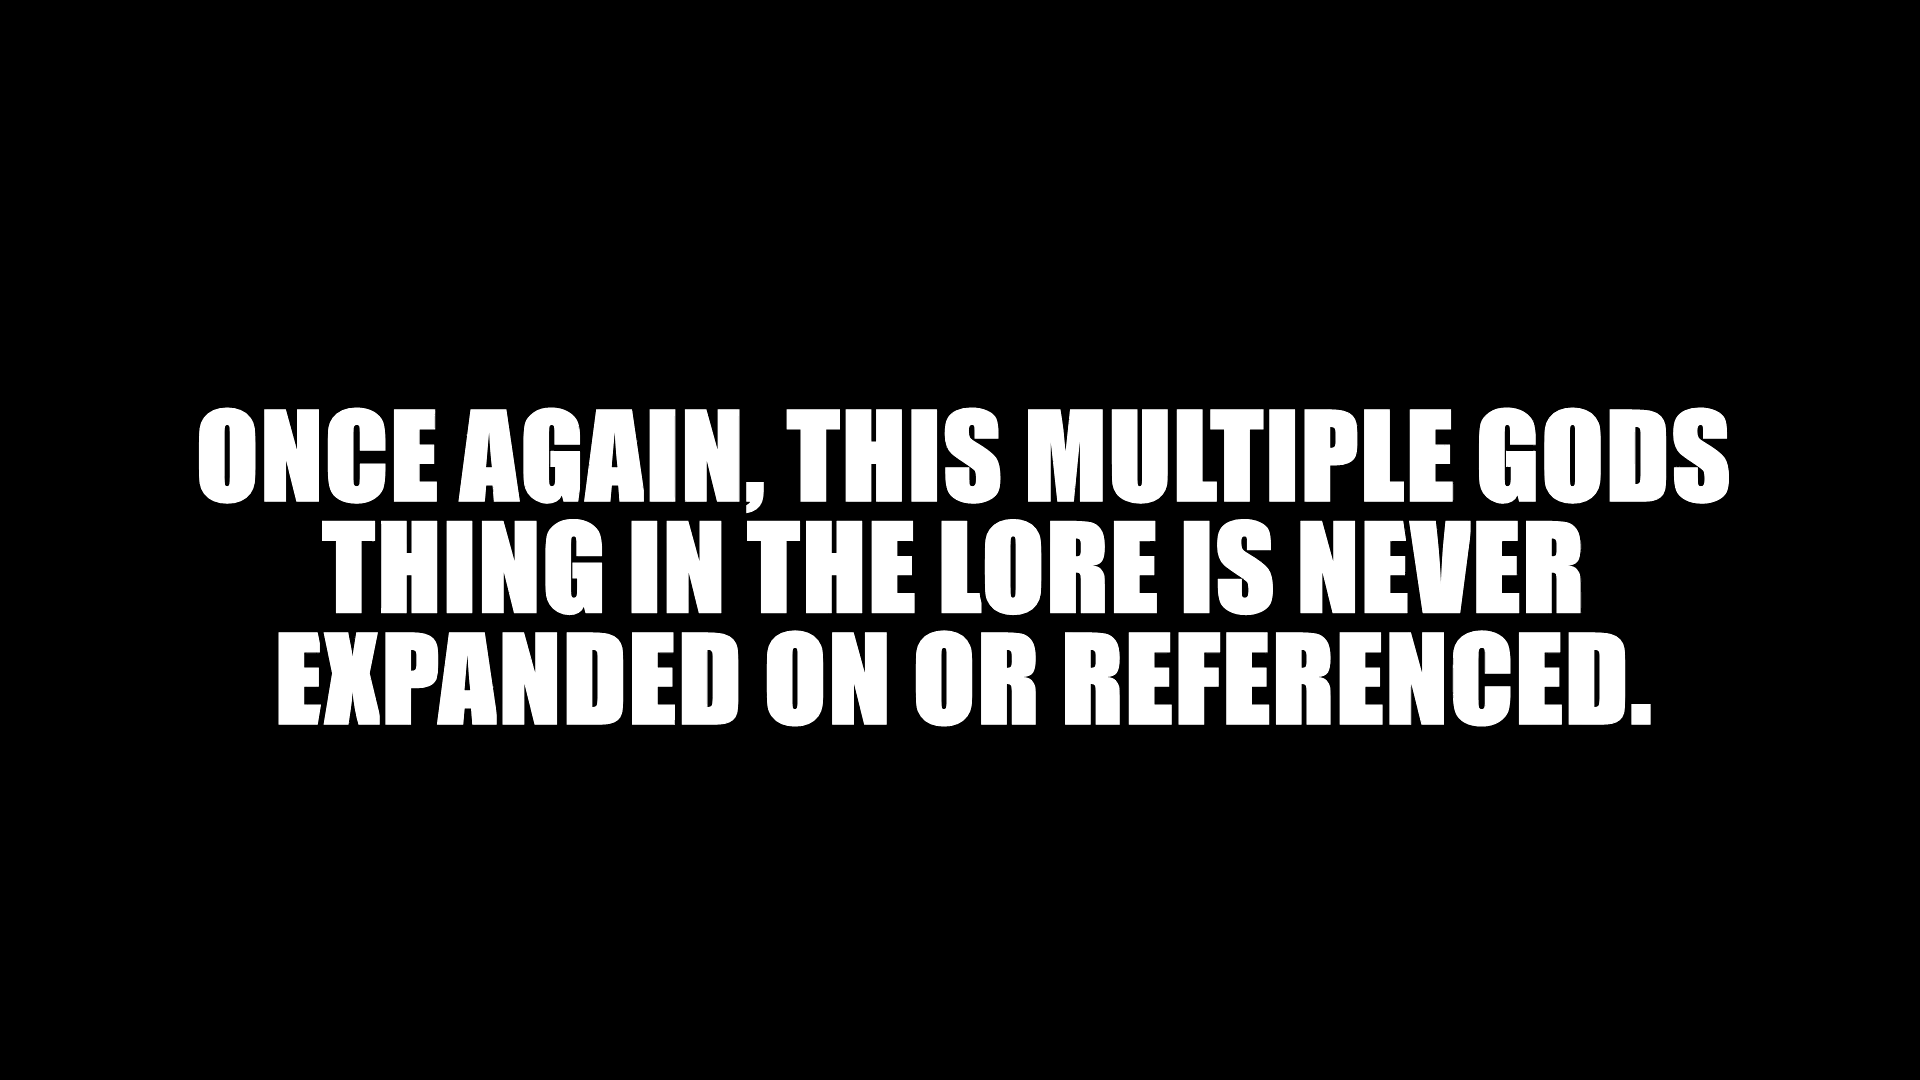 ONCE AGAIN, THIS MULTIPLE GODS
THING IN THE LORE IS NEVER
EXPANDED ON OR REFERENCED.